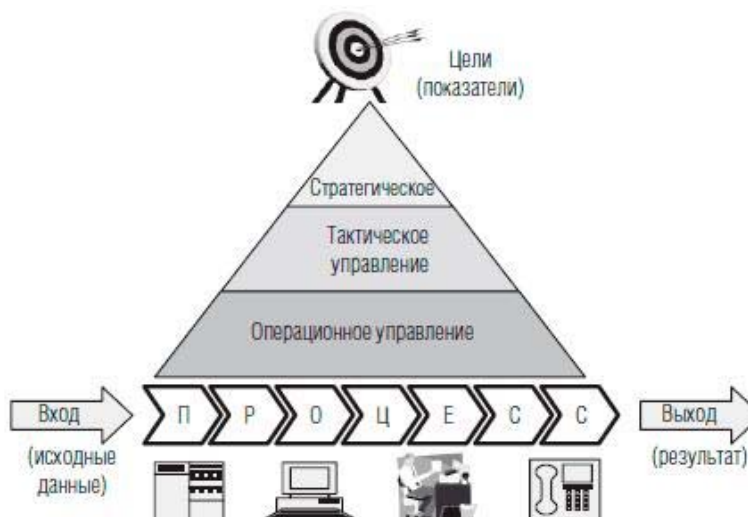 Цели
(показатели)
Стратегическое
Тактическое
управление
Операционное управление
Вход
П Р О Ц Е С С
Выход
(исходные
данные)
(результат)